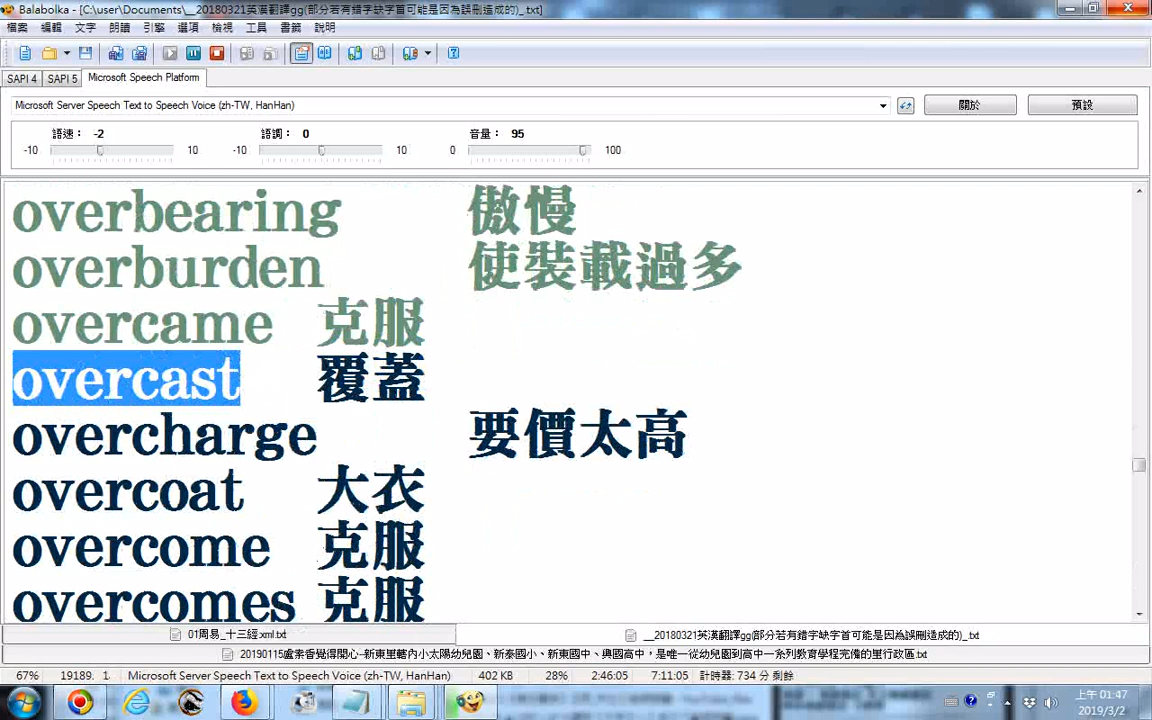 Balabolka - [C:\user\Documents\__20180321英漢翻譯gg(部分若有錯字缺字首可能是因為誤刪造成的)_.txt]
檔案 編輯 文字 朗讀 引擎 選項 檢視 工具 書籤 說明
SAPI 4 SAPI 5 Microsoft Speech Platform
Microsoft Server Speech Text to Speech Voice (zh-TW, HanHan) 關於 預設
語速： -2 語調： 0 音量： 95
-10 10 -10 10 0 100
overbearing 傲慢
overburden 使裝載過多
overcame 克服
overcast 覆蓋
overcharge 要價太高
overcoat 大衣
overcome 克服
overcomes 克服
01周易_十三經.xml.txt __20180321英漢翻譯gg(部分若有錯字缺字首可能是因為誤刪造成的)_.txt
20190115盧素香覺得開心-新東里轄內小太陽幼兒園、新泰國小、新東國中、興國高中，是唯一從幼兒園到高中一系列教育學程完備的里行政區.txt
67% 19189. 1. Microsoft Server Speech Text to Speech Voice (zh-TW, HanHan) 402 KB 28% 2:46:05 7:11:05 計時器: 734 分 剩餘
上午 01:47
2019/3/2